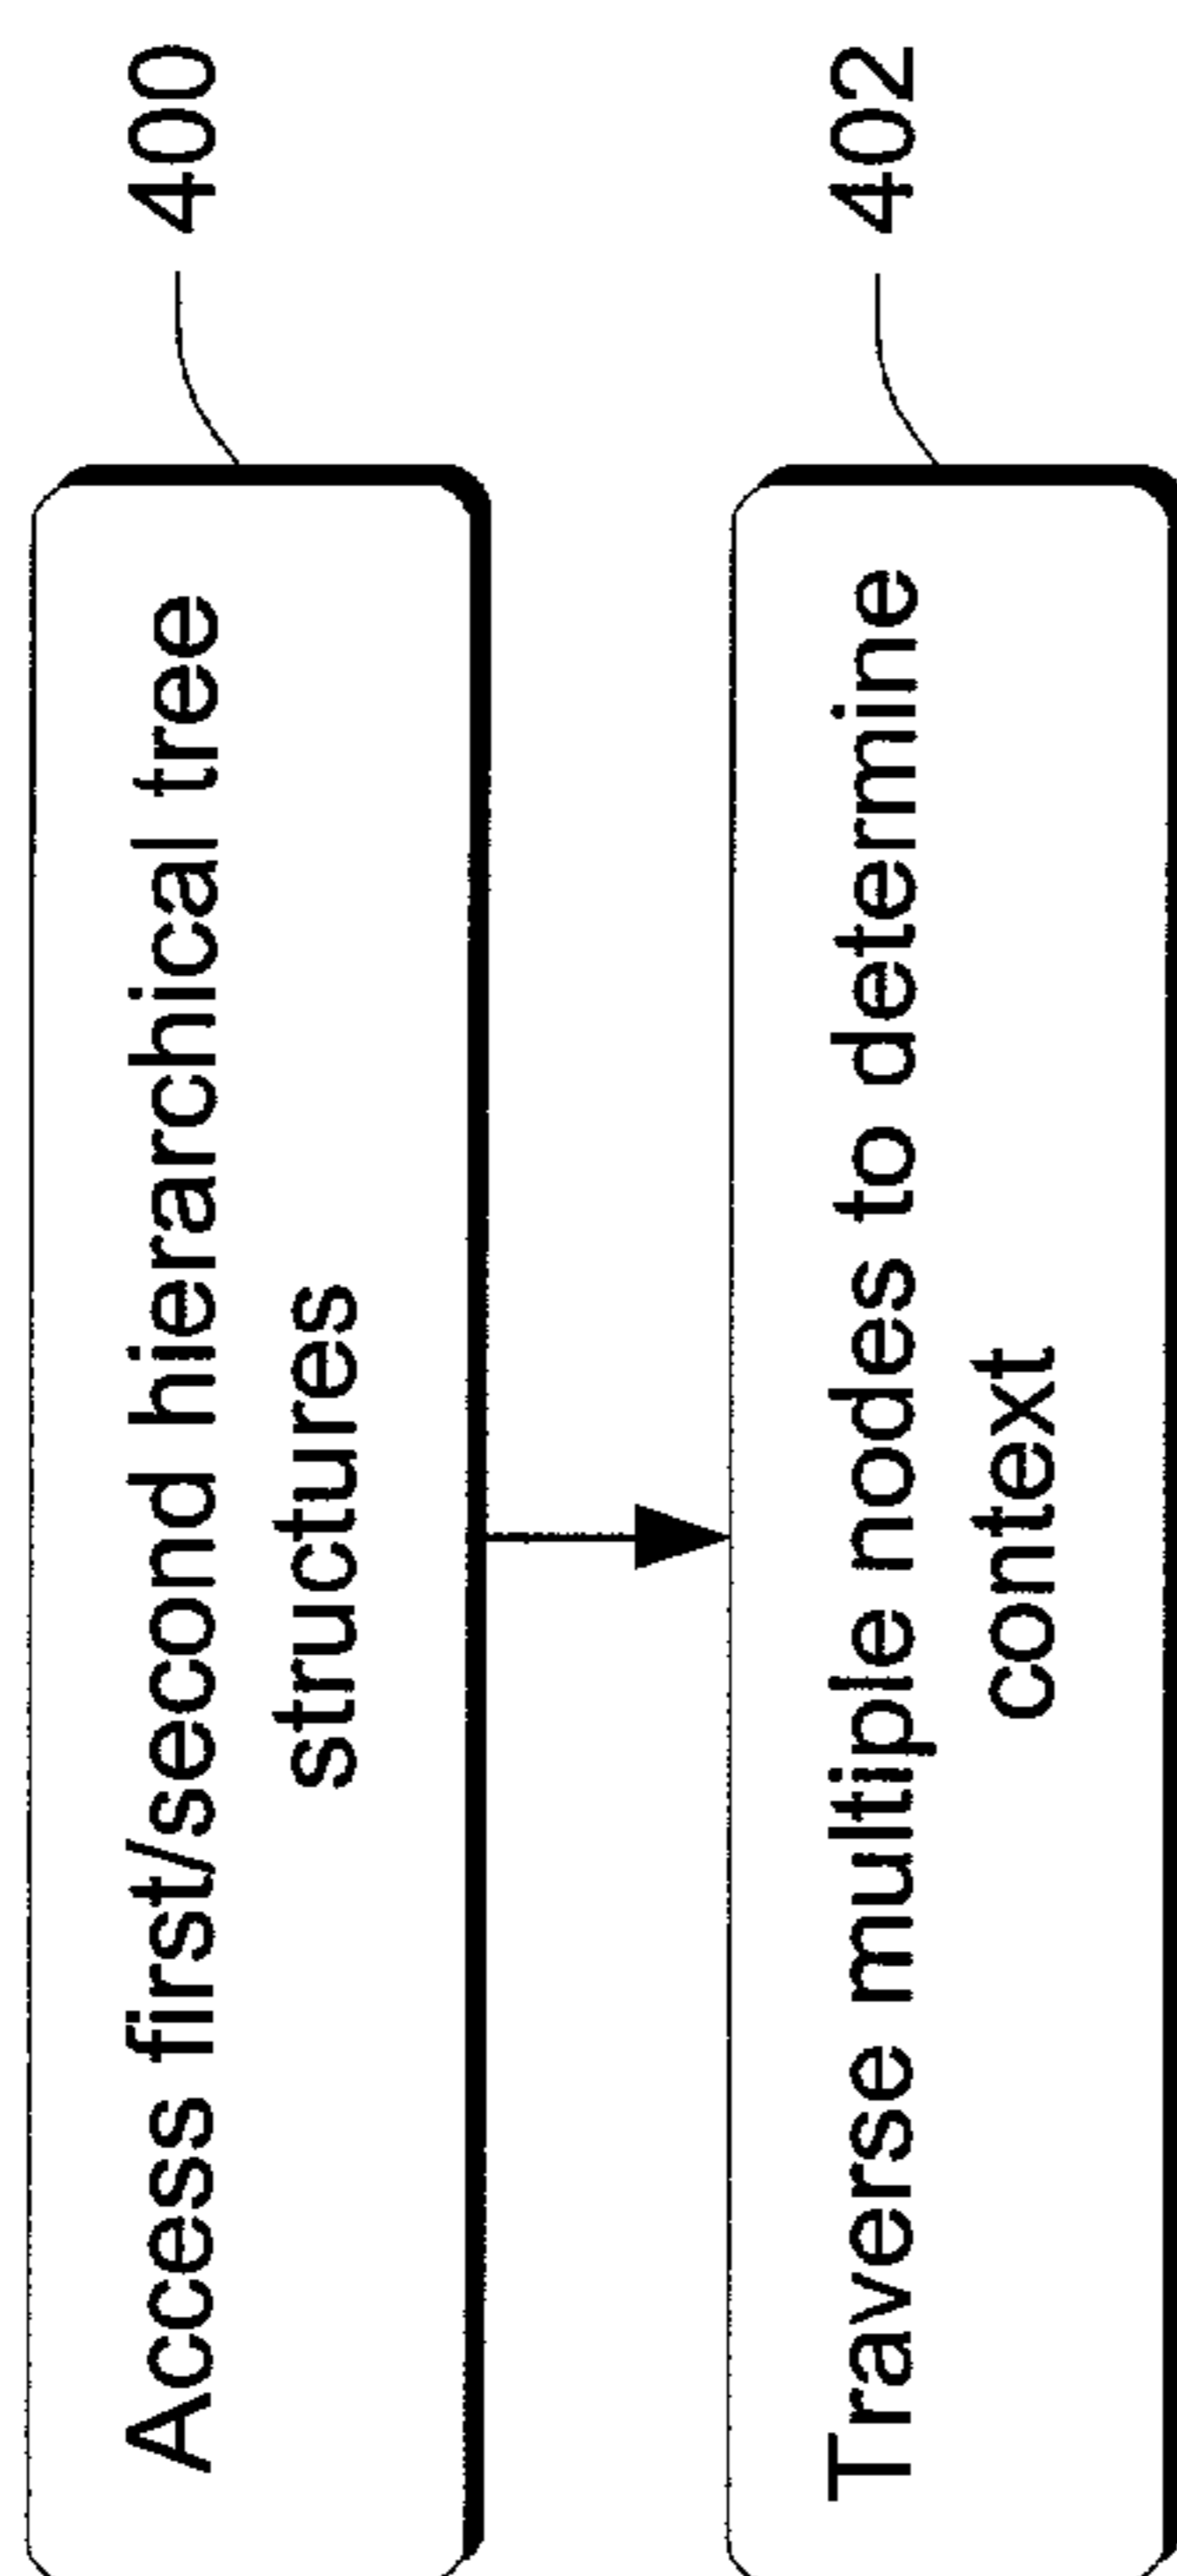 Access first/second hierarchical tree
structures
400
Traverse multiple nodes to determine
context
402